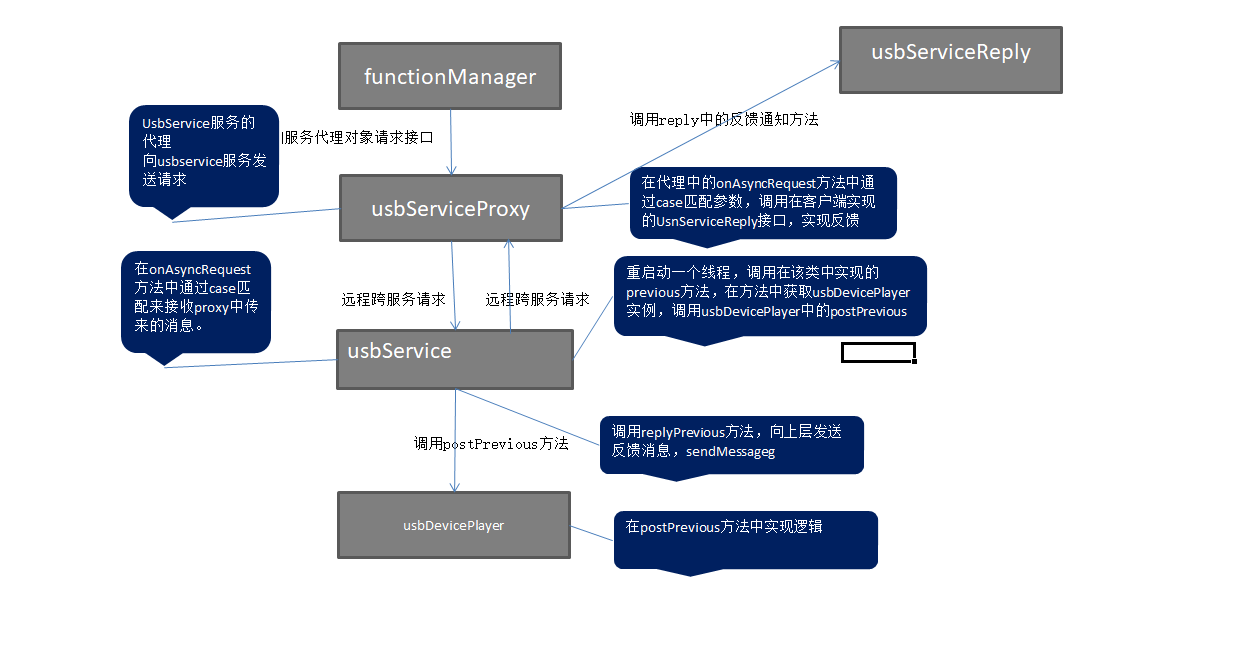 usbServiceReply
functionManager
调用reply中的反馈通知方法
UsbService服务的
代理
向usbservice服务发
送请求
服务代理对象请求接口
usbServiceProxy
在代理中的onAsyncRequest方法中通
过case匹配参数，调用在客户端实现
的UsnServiceReply接口，实现反馈
在onAsyncRequest
方法中通过case匹
配来接收proxy中传
来的消息。
远程跨服务请求
远程跨服务请求
重启动一个线程，调用在该类中实现的
previous方法，在方法中获取usbDevicePlayer
实例，调用usbDevicePlayer中的postPrevious
usbService
调用postPrevious方法
调用replyPrevious方法，向上层发送
反馈消息，sendMessageg
usbDevicePlayer
在postPrevious方法中实现逻辑